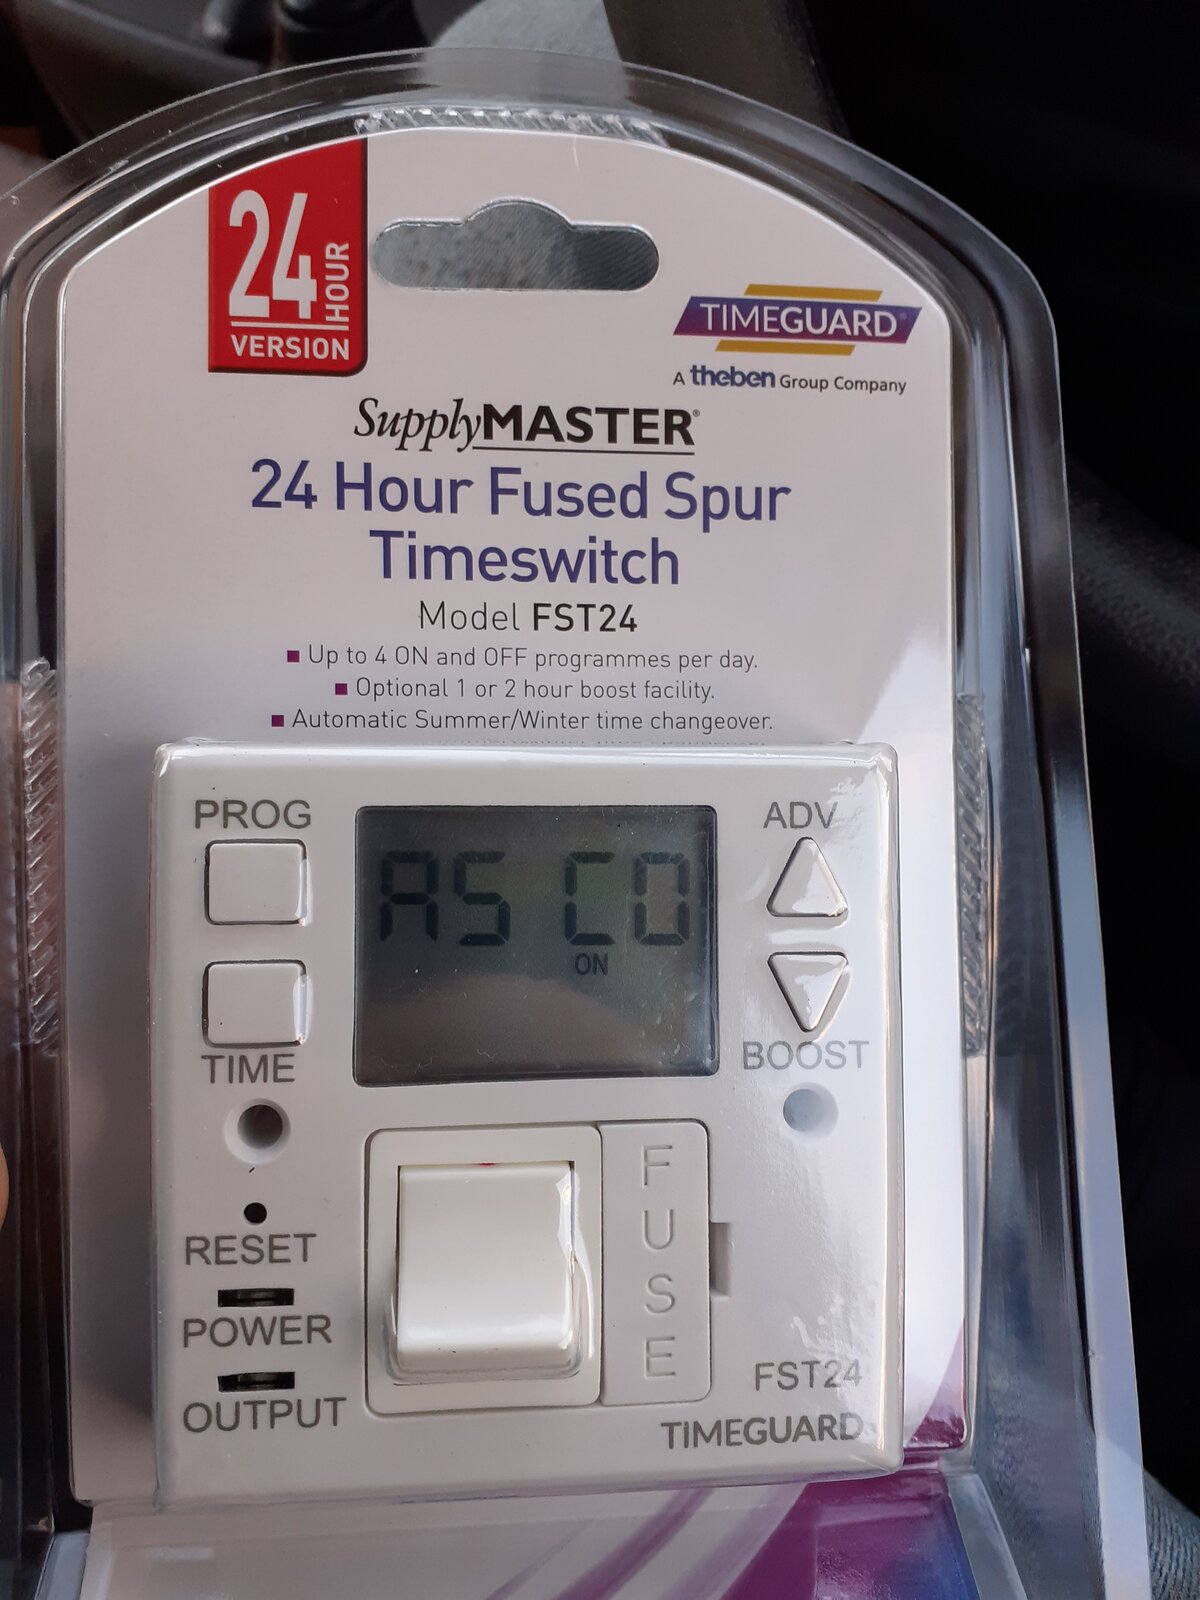 24 HOUR
VERSION
TIMEGUARD®
A theben Group Company
SupplyMASTER®
24 Hour Fused Spur
Timeswitch
Model FST24
▪ Up to 4 ON and OFF programmes per day.
▪ Optional 1 or 2 hour boost facility.
▪ Automatic Summer/Winter time changeover.
PROG
ADV
AS CO
ON
TIME
BOOST
RESET
POWER
OUTPUT
FUSE
FST24
TIMEGUARD